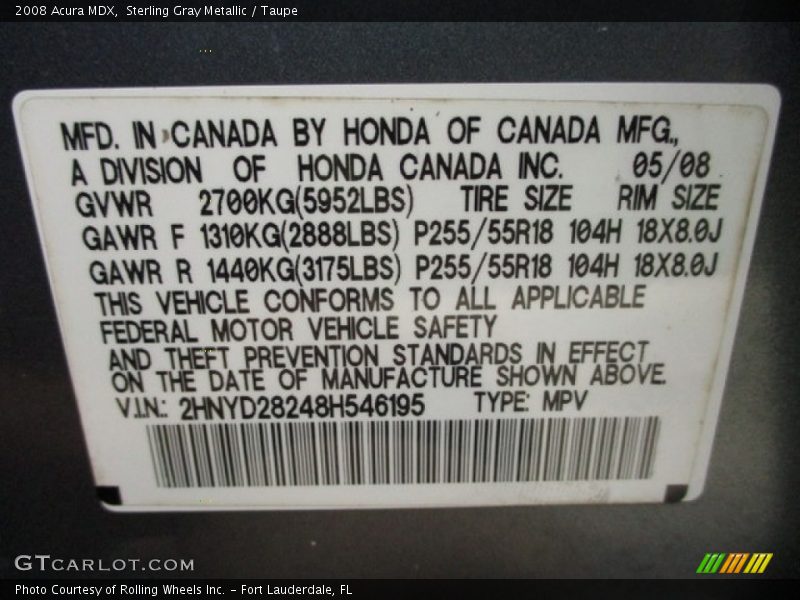 2008 Acura MDX, Sterling Gray Metallic / Taupe
MFD. IN CANADA BY HONDA OF CANADA MFG.,
A DIVISION OF HONDA CANADA INC. 05/08
GVWR 2700KG(5952LBS) TIRE SIZE RIM SIZE
GAWR F 1310KG(2888LBS) P255/55R18 104H 18X8.0J
GAWR R 1440KG(3175LBS) P255/55R18 104H 18X8.0J
THIS VEHICLE CONFORMS TO ALL APPLICABLE
FEDERAL MOTOR VEHICLE SAFETY
AND THEFT PREVENTION STANDARDS IN EFFECT
ON THE DATE OF MANUFACTURE SHOWN ABOVE.
V.I.N.: 2HNYD28248H546195 TYPE: MPV
GTCARLOT.COM
Photo Courtesy of Rolling Wheels Inc. - Fort Lauderdale, FL